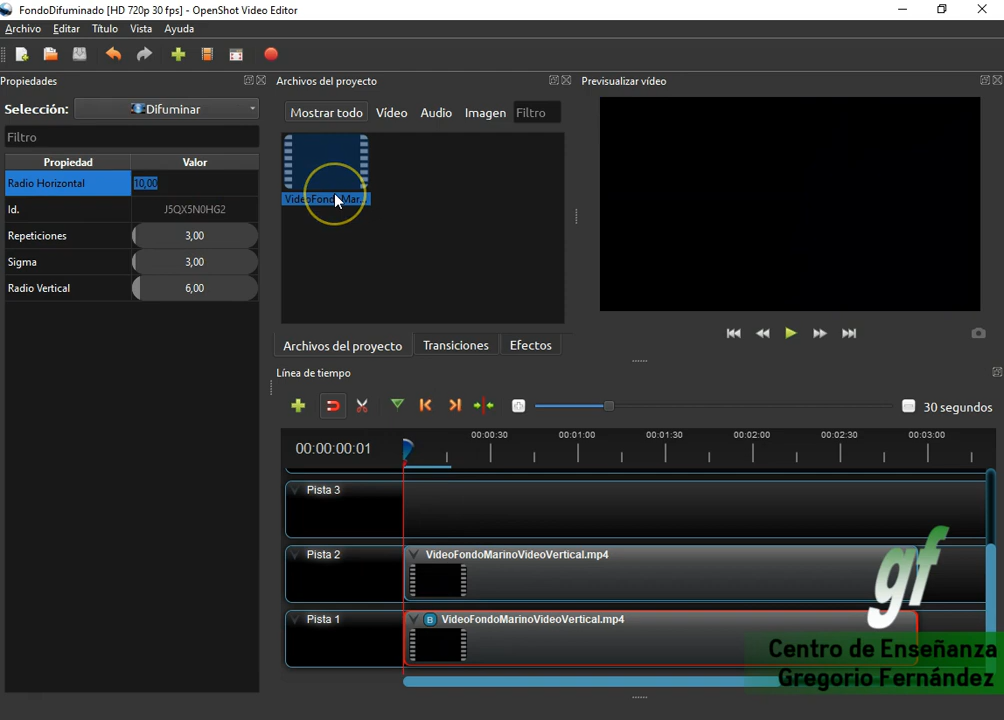 FondoDifuminado [HD 720p 30 fps] - OpenShot Video Editor
Archivo Editar Título Vista Ayuda
Propiedades
Archivos del proyecto
Previsualizar vídeo
Selección: Difuminar
Mostrar todo Vídeo Audio Imagen Filtro
Filtro
Propiedad Valor
Radio Horizontal 10,00
Id. J5QX5N0HG2
Repeticiones 3,00
Sigma 3,00
Radio Vertical 6,00
VideoFondoMar...
Archivos del proyecto Transiciones Efectos
Línea de tiempo
30 segundos
00:00:00:01
00:00:30 00:01:00 00:01:30 00:02:00 00:02:30 00:03:00
Pista 3
Pista 2
VideoFondoMarinoVideoVertical.mp4
Pista 1
B VideoFondoMarinoVideoVertical.mp4
gf
Centro de Enseñanza
Gregorio Fernández